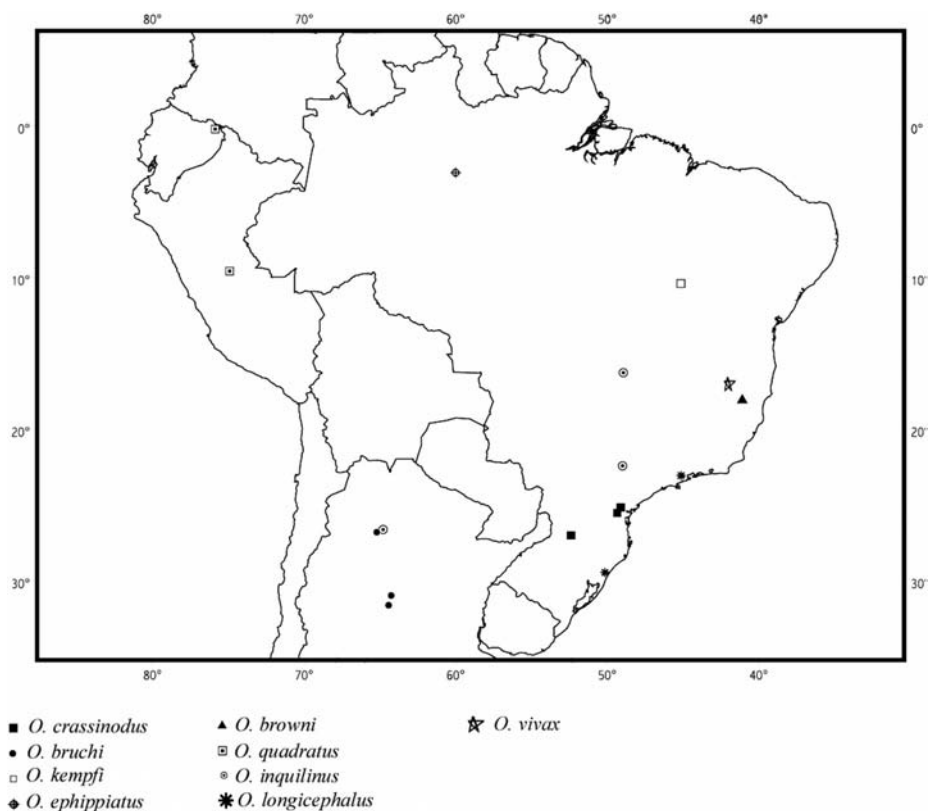 80° 70° 60° 50° 40°
0° 0°
10° 10°
20° 20°
30° 30°
80° 70° 60° 50° 40°
O. crassinodus O. browni O. vivax
O. bruchi O. quadratus
O. kempfi O. inquilinus
O. ephippiatus O. longicephalus